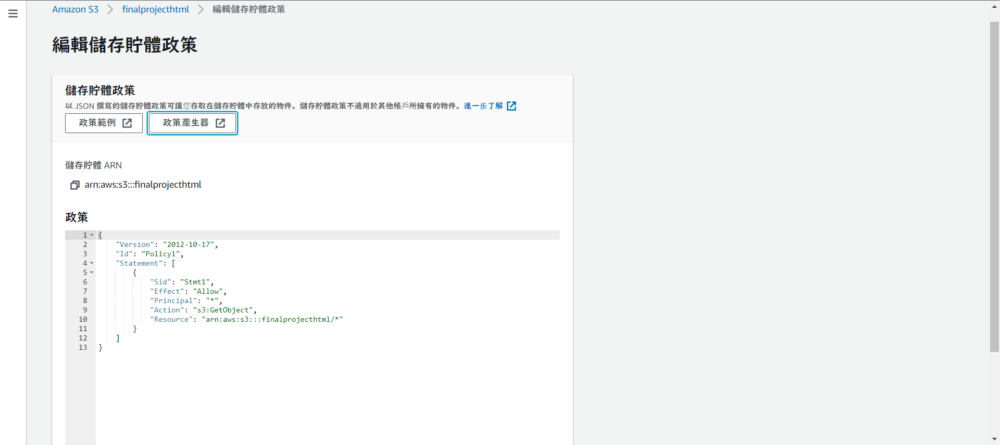 Amazon S3 > finalprojecthtml > 編輯儲存貯體政策
編輯儲存貯體政策
儲存貯體政策
以 JSON 撰寫的儲存貯體政策可讓您存取在儲存貯體中存放的物件。儲存貯體政策不適用於其他帳戶所擁有的物件。進一步了解
政策範例 政策產生器
儲存貯體 ARN
arn:aws:s3:::finalprojecthtml
政策
1 {
2 "Version": "2012-10-17",
3 "Id": "Policy1",
4 "Statement": [
5 {
6 "Sid": "Stmt1",
7 "Effect": "Allow",
8 "Principal": "*",
9 "Action": "s3:GetObject",
10 "Resource": "arn:aws:s3:::finalprojecthtml/*"
11 }
12 ]
13 }